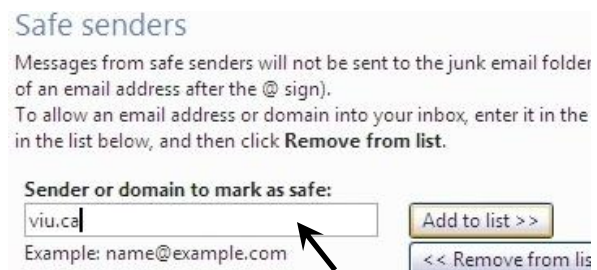 Safe senders
Messages from safe senders will not be sent to the junk email folder
of an email address after the @ sign).
To allow an email address or domain into your inbox, enter it in the
in the list below, and then click Remove from list.
Sender or domain to mark as safe:
viu.ca
Add to list >>
Example: name@example.com
<< Remove from lis